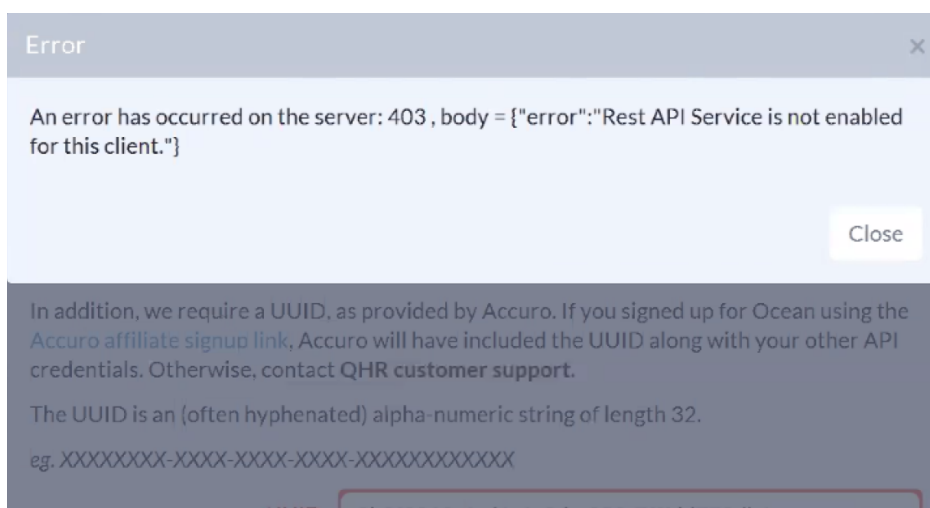 Error ×
An error has occurred on the server: 403 , body = {"error":"Rest API Service is not enabled
for this client."}
Close
In addition, we require a UUID, as provided by Accuro. If you signed up for Ocean using the
Accuro affiliate signup link, Accuro will have included the UUID along with your other API
credentials. Otherwise, contact QHR customer support.
The UUID is an (often hyphenated) alpha-numeric string of length 32.
eg. XXXXXXXX-XXXX-XXXX-XXXX-XXXXXXXXXXXX